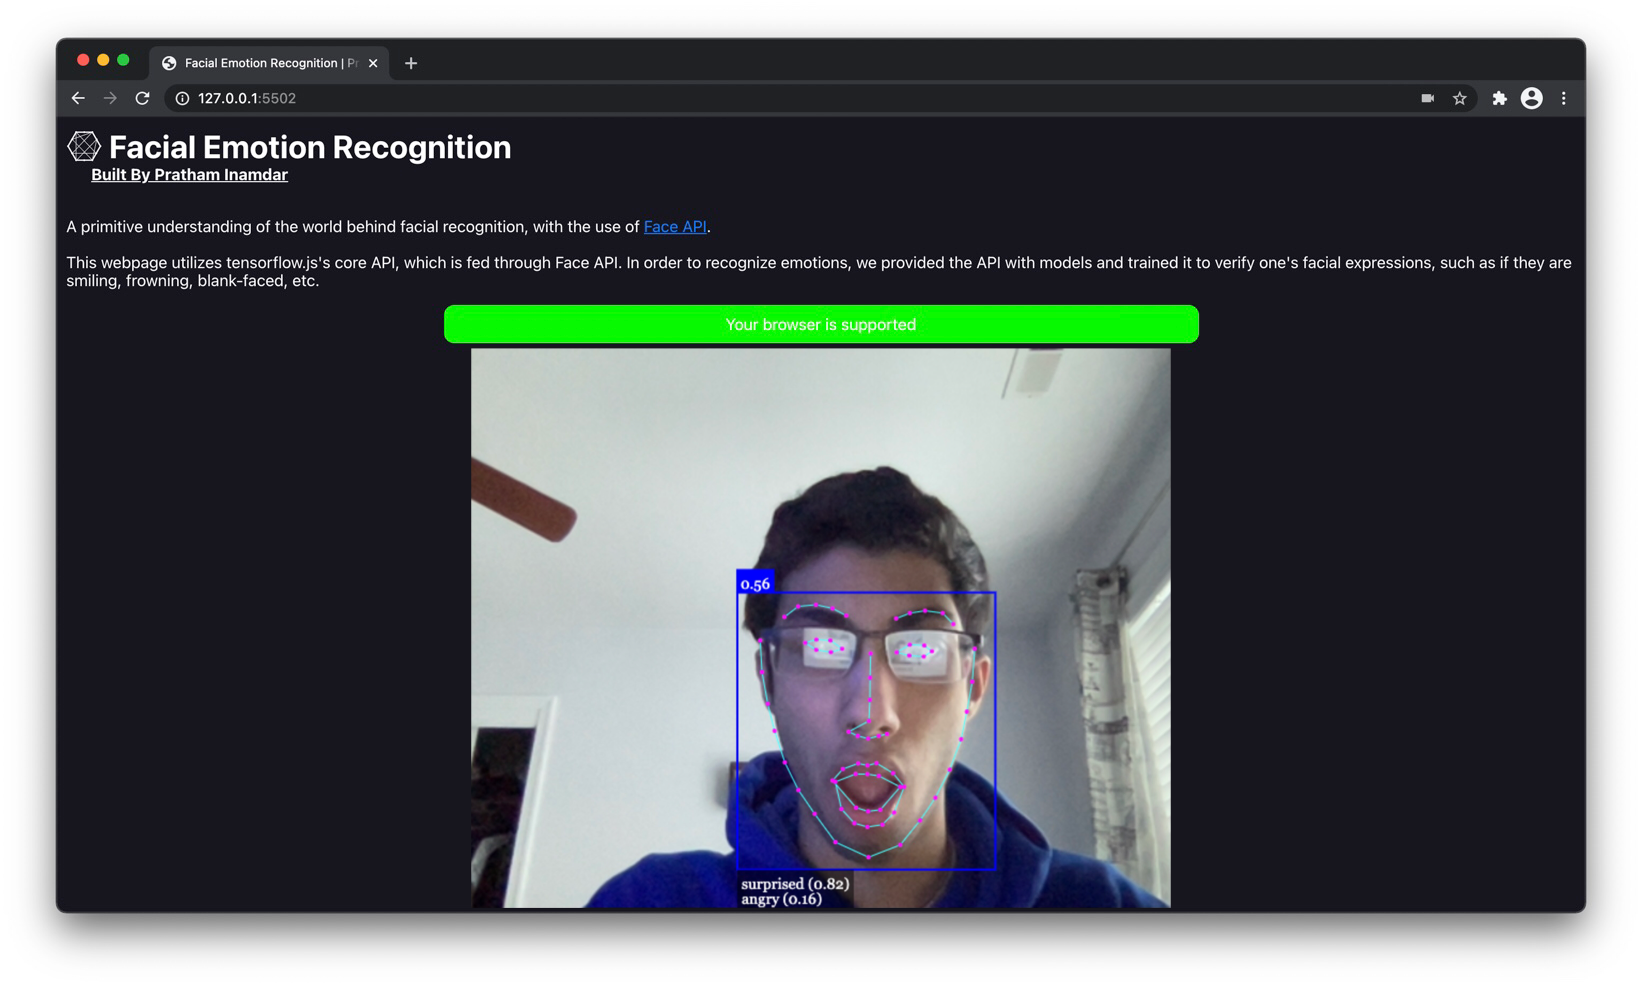 Facial Emotion Recognition | Pr
127.0.0.1:5502
Facial Emotion Recognition
Built By Pratham Inamdar
A primitive understanding of the world behind facial recognition, with the use of Face API.
This webpage utilizes tensorflow.js's core API, which is fed through Face API. In order to recognize emotions, we provided the API with models and trained it to verify one's facial expressions, such as if they are
smiling, frowning, blank-faced, etc.
Your browser is supported
0.56
surprised (0.82)
angry (0.16)